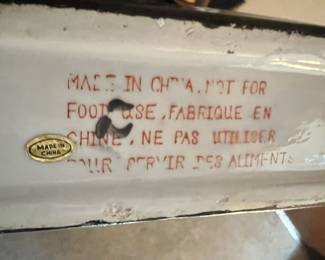 MADE IN CHINA. NOT FOR
FOOD USE. FABRIQUE EN
CHINE, NE PAS UTILISER
POUR SERVIR DES ALIMENTS
MADE IN
CHINA